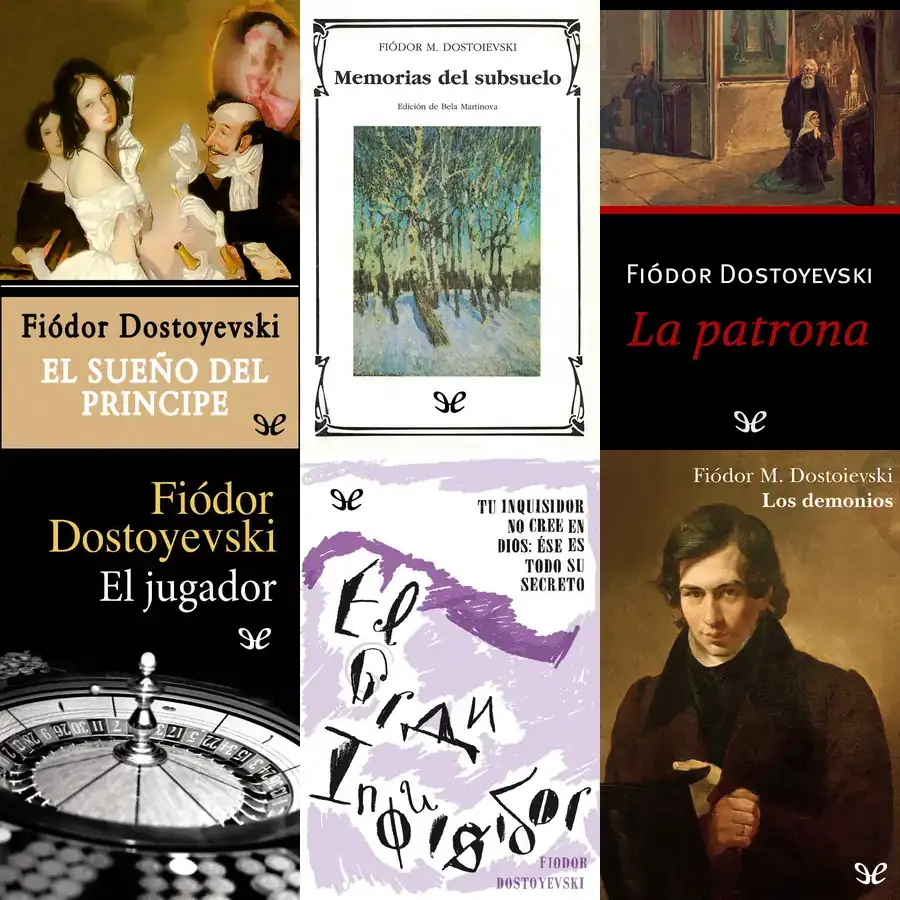 Fiódor Dostoyevski
EL SUEÑO DEL
PRINCIPE
FIÓDOR M. DOSTOIEVSKI
Memorias del subsuelo
Edición de Bela Martinova
FIÓDOR DOSTOYEVSKI
La patrona
Fiódor
Dostoyevski
El jugador
TU INQUISIDOR
NO CREE EN
DIOS: ÉSE ES
TODO SU
SECRETO
El
Gran
Inquisidor
FIODOR
DOSTOYEVSKI
Fiódor M. Dostoievski
Los demonios